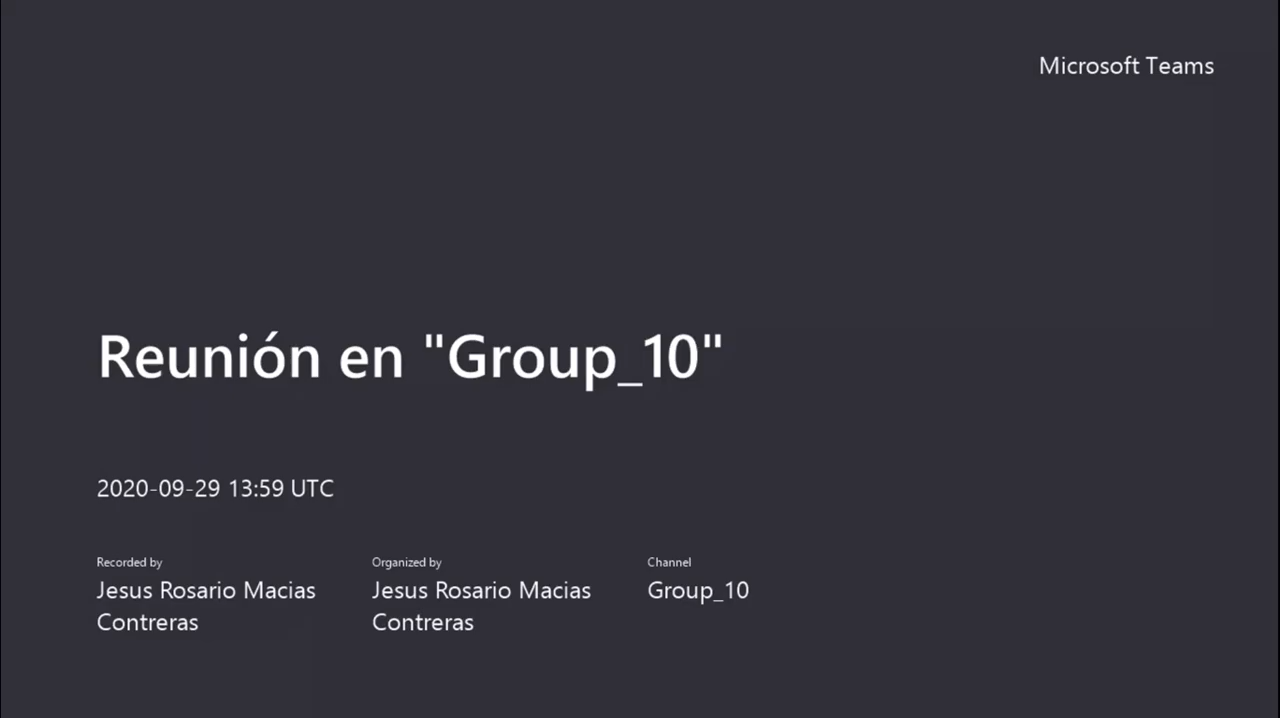 Microsoft Teams
Reunión en "Group_10"
2020-09-29 13:59 UTC
Recorded by
Jesus Rosario Macias
Contreras
Organized by
Jesus Rosario Macias
Contreras
Channel
Group_10